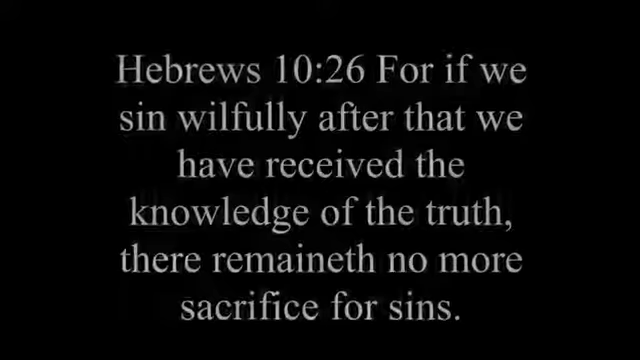 Hebrews 10:26 For if we
sin wilfully after that we
have received the
knowledge of the truth,
there remaineth no more
sacrifice for sins.